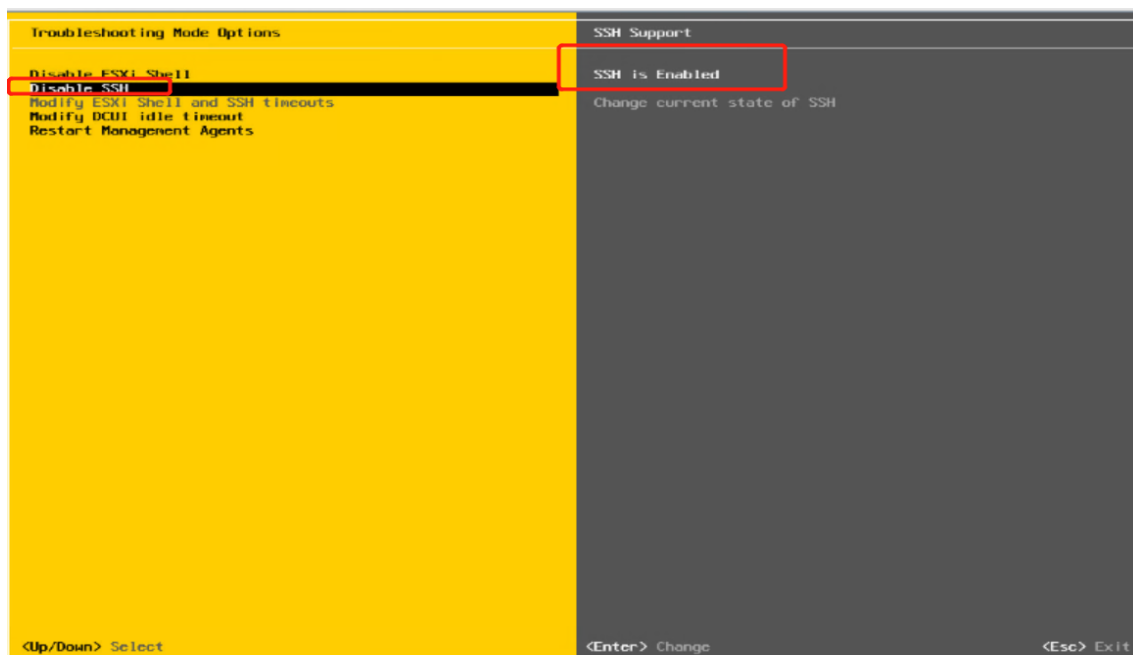 Troubleshooting Mode Options
Disable ESXi Shell
Disable SSH
Modify ESXi Shell and SSH timeouts
Modify DCUI idle timeout
Restart Management Agents
<Up/Down> Select
SSH Support
SSH is Enabled
Change current state of SSH
<Enter> Change
<Esc> Exit